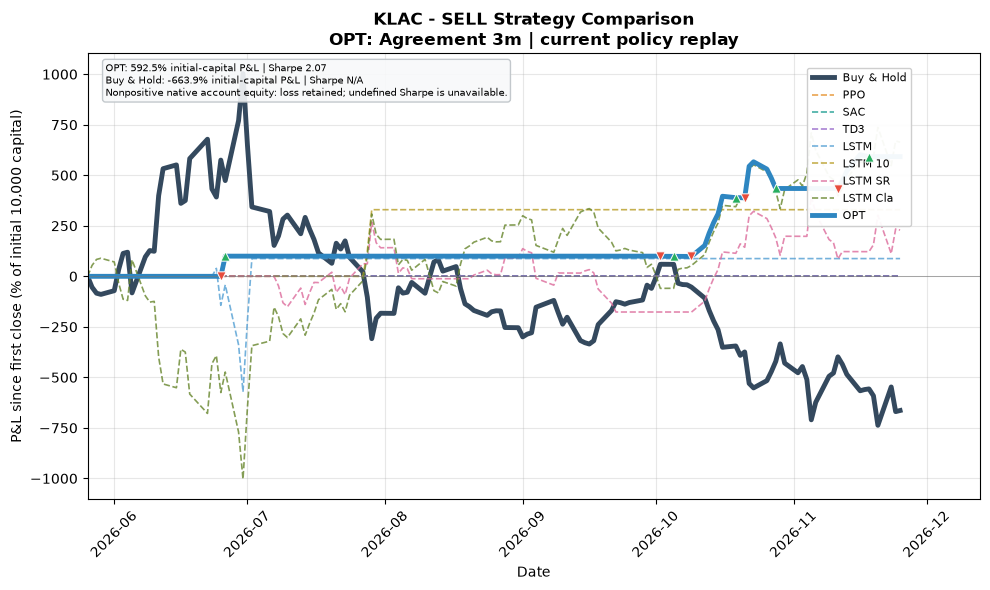 KLAC - SELL Strategy Comparison
OPT: Agreement 3m | current policy replay
OPT: 592.5% initial-capital P&L | Sharpe 2.07
Buy & Hold: -663.9% initial-capital P&L | Sharpe N/A
Nonpositive native account equity: loss retained; undefined Sharpe is unavailable.
Buy & Hold
PPO
SAC
TD3
LSTM
LSTM 10
LSTM SR
LSTM Cla
OPT
P&L since first close (% of initial 10,000 capital)
1000
750
500
250
0
−250
−500
−750
−1000
2026-06
2026-07
2026-08
2026-09
2026-10
2026-11
2026-12
Date